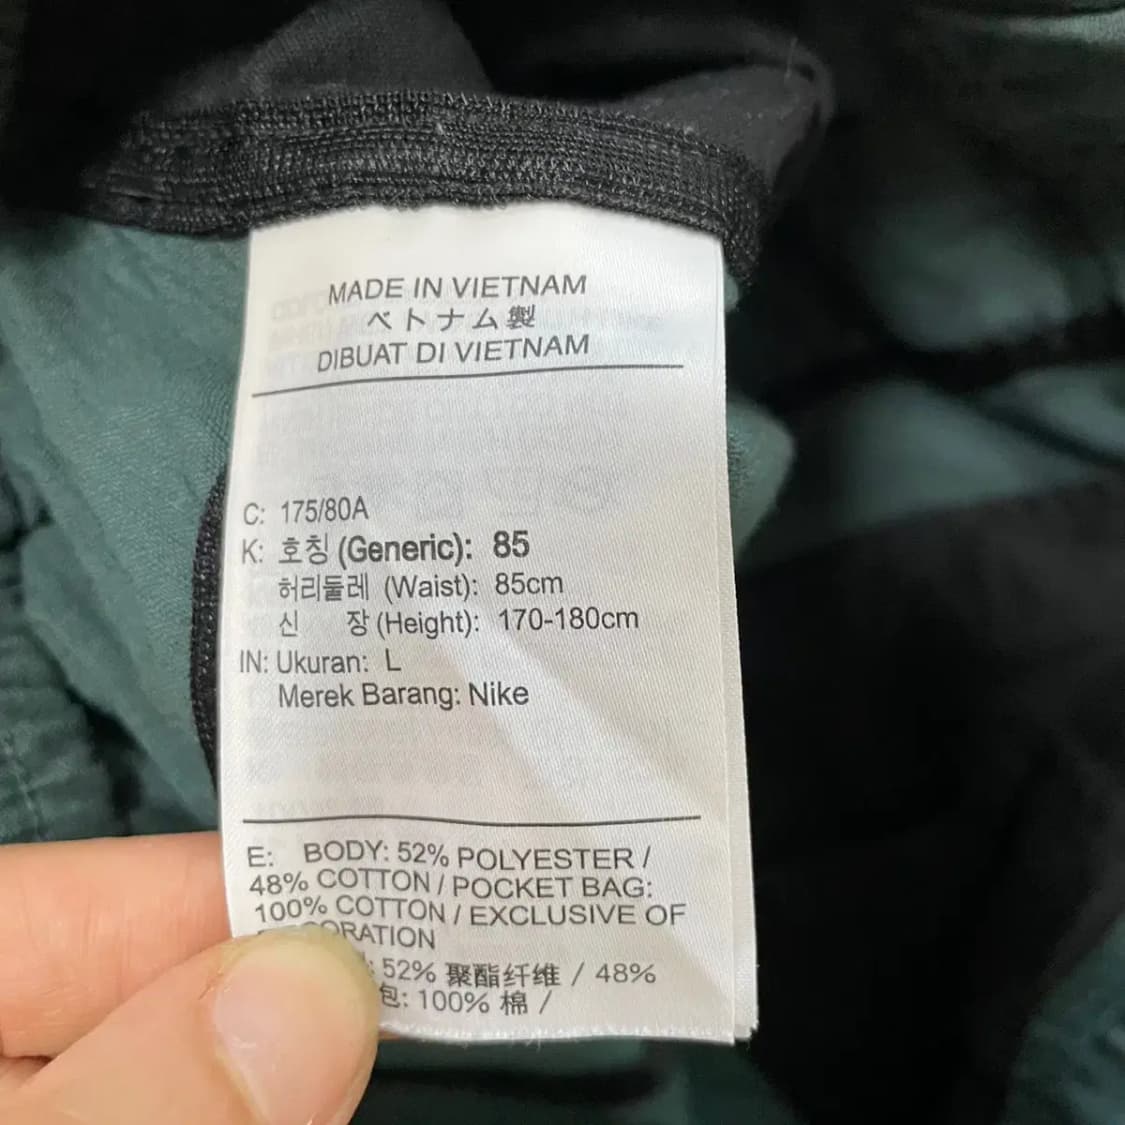 MADE IN VIETNAM
ベトナム製
DIBUAT DI VIETNAM
C: 175/80A
K: 호칭 (Generic): 85
허리둘레 (Waist): 85cm
신 장 (Height): 170-180cm
IN: Ukuran: L
Merek Barang: Nike
E: BODY: 52% POLYESTER /
48% COTTON / POCKET BAG:
100% COTTON / EXCLUSIVE OF
ORATION
: 52% 聚酯纤维 / 48%
包: 100% 棉 /